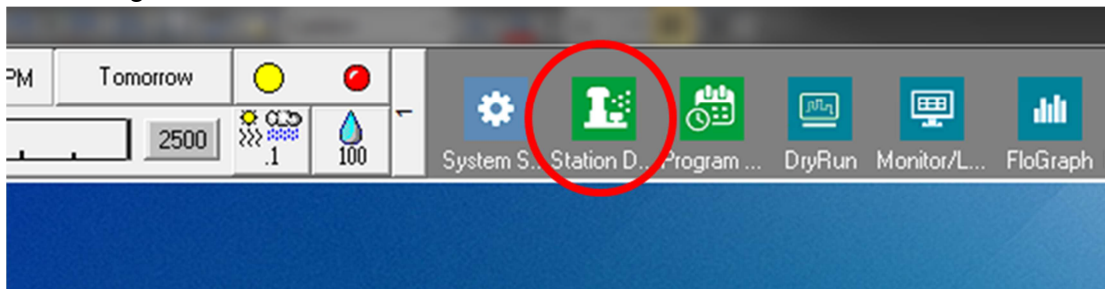 PM
Tomorrow
2500
.1
100
System S...
Station D...
Program ...
DryRun
Monitor/L...
FloGraph